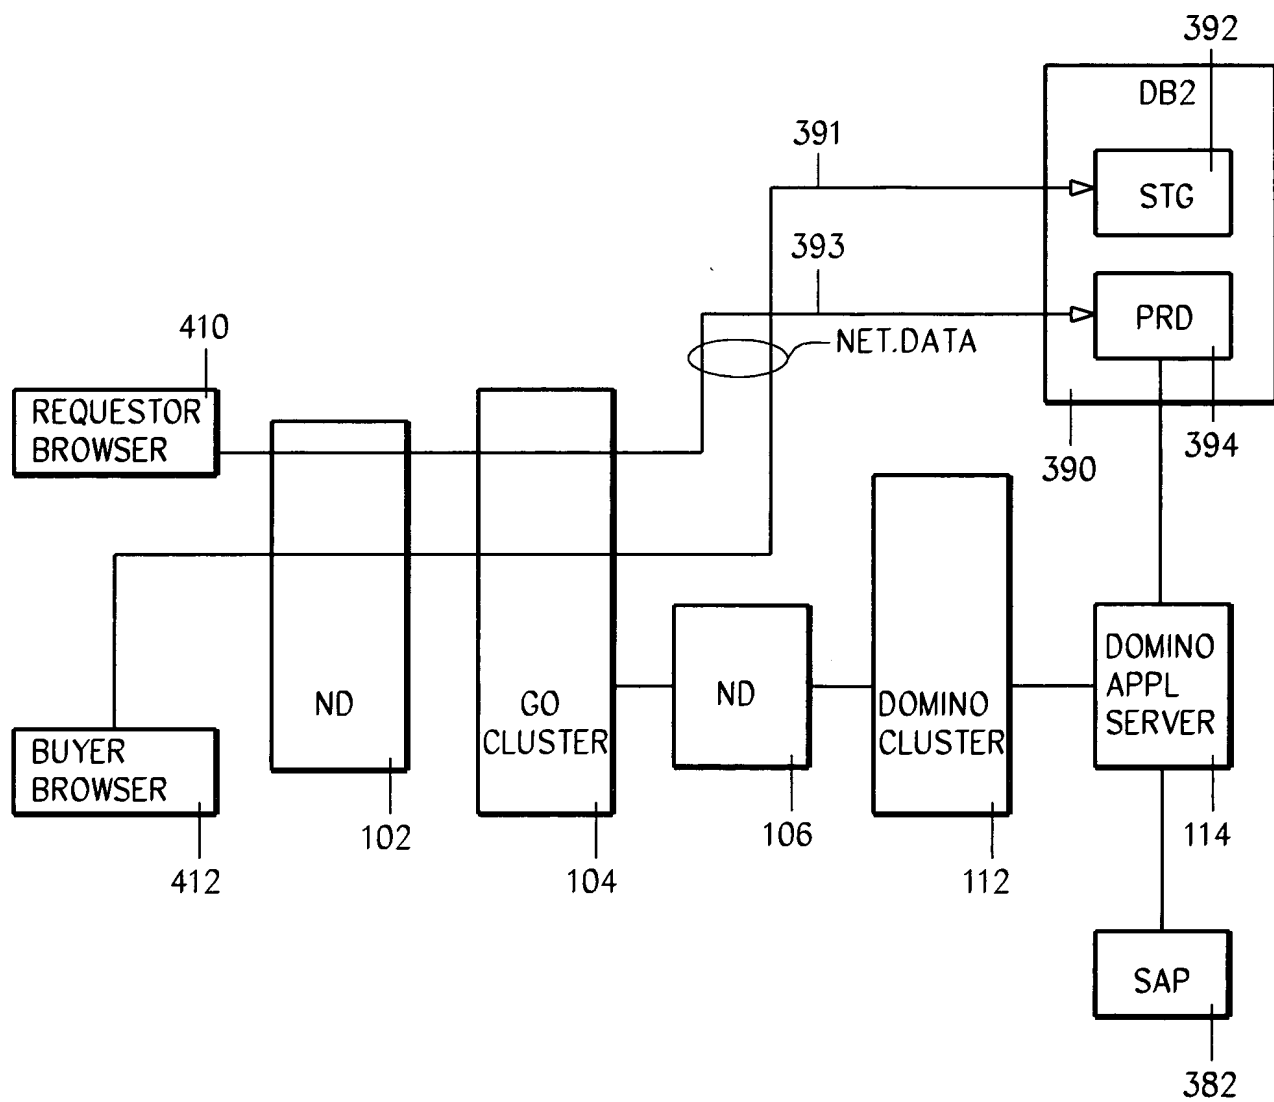 392
DB2
391
STG
393
PRD
NET.DATA
410
REQUESTOR
BROWSER
394
390
ND
GO
CLUSTER
ND
DOMINO
CLUSTER
DOMINO
APPL
SERVER
BUYER
BROWSER
102
106
114
412
104
112
SAP
382